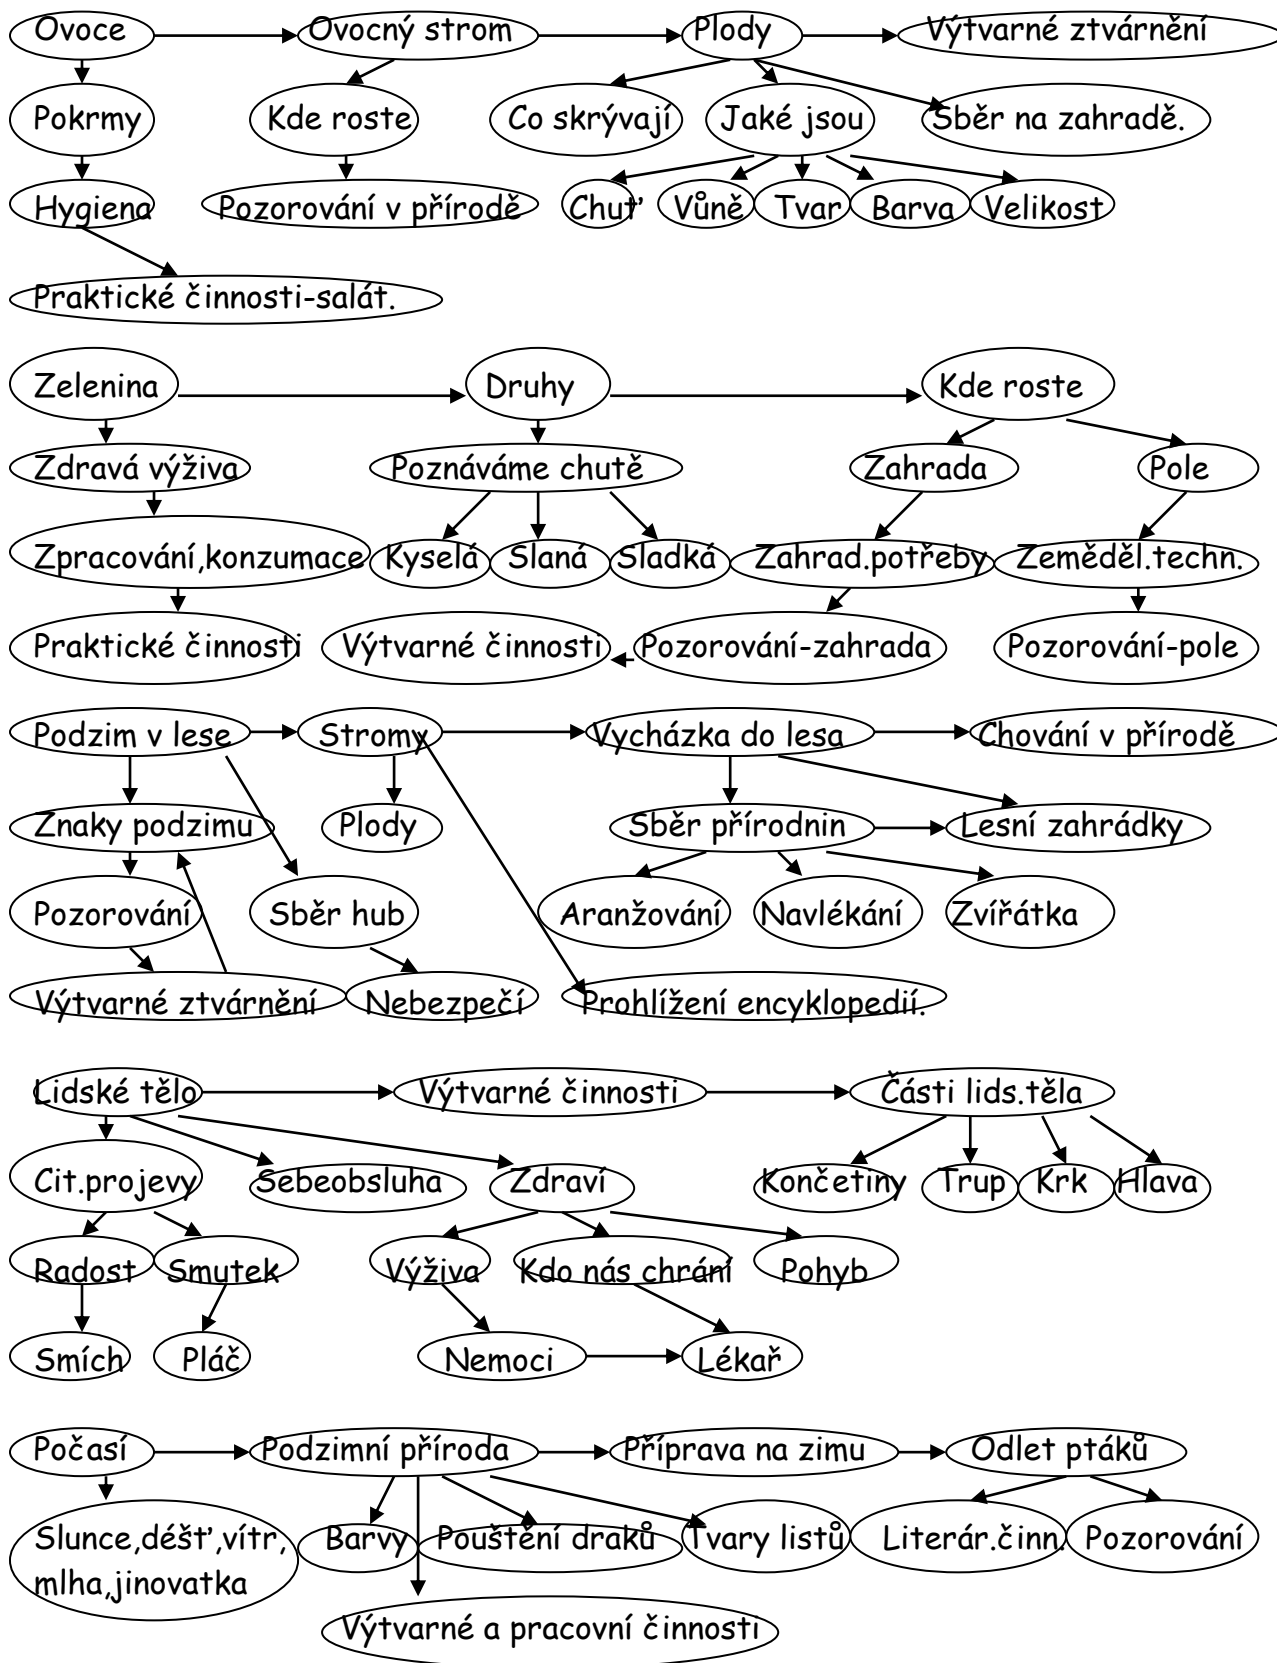 Ovoce Ovocný strom Plody Výtvarné ztvárnění
Pokrmy Kde roste Co skrývají Jaké jsou Sběr na zahradě.
Hygiena Pozorování v přírodě Chuť Vůně Tvar Barva Velikost
Praktické činnosti-salát.
Zelenina Druhy Kde roste
Zdravá výživa Poznáváme chutě Zahrada Pole
Zpracování,konzumace Kyselá Slaná Sladká Zahrad.potřeby Zeměděl.techn.
Praktické činnosti Výtvarné činnosti Pozorování-zahrada Pozorování-pole
Podzim v lese Stromy Vycházka do lesa Chování v přírodě
Znaky podzimu Plody Sběr přírodnin Lesní zahrádky
Pozorování Sběr hub Aranžování Navlékání Zvířátka
Výtvarné ztvárnění Nebezpečí Prohlížení encyklopedií.
Lidské tělo Výtvarné činnosti Části lids.těla
Cit.projevy Sebeobsluha Zdraví Končetiny Trup Krk Hlava
Radost Smutek Výživa Kdo nás chrání Pohyb
Smích Pláč Nemoci Lékař
Počasí Podzimní příroda Příprava na zimu Odlet ptáků
Slunce,déšť,vítr, Barvy Pouštění draků Tvary listů Literár.činn. Pozorování
mlha,jinovatka
Výtvarné a pracovní činnosti